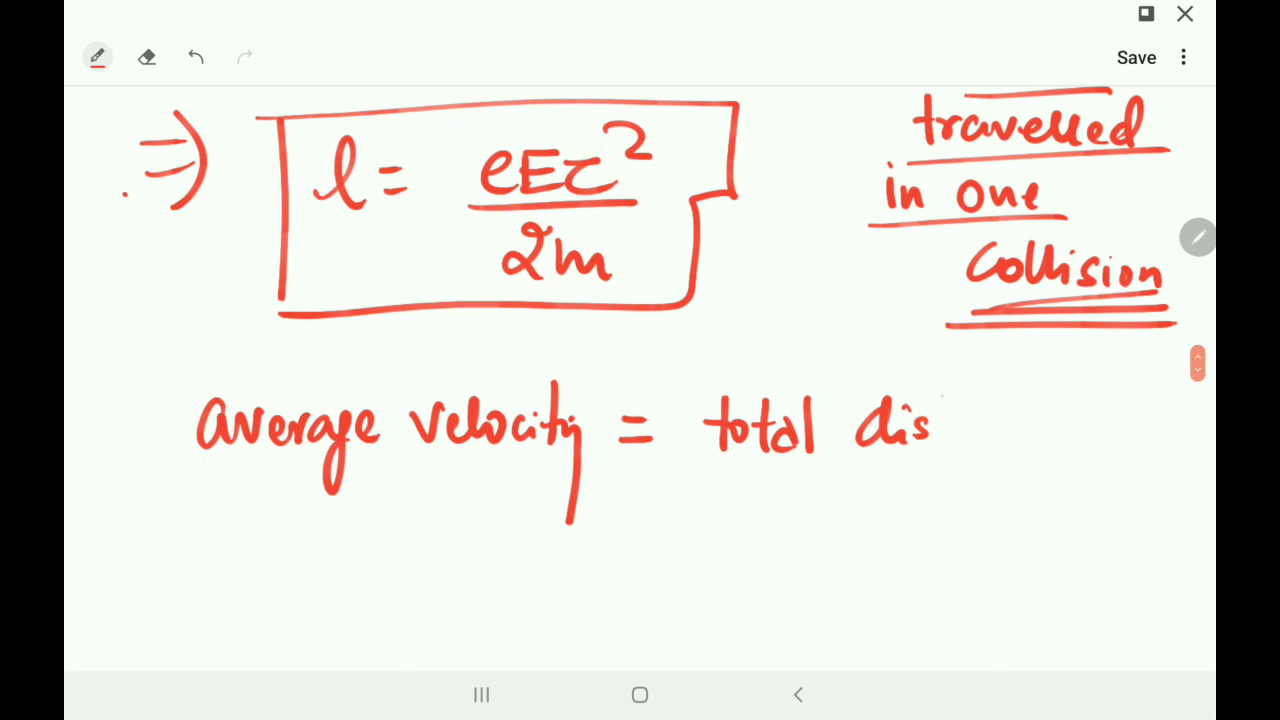 Save
⇒ l = eEτ²/2m
travelled
in one
Collision
average velocity = total dis